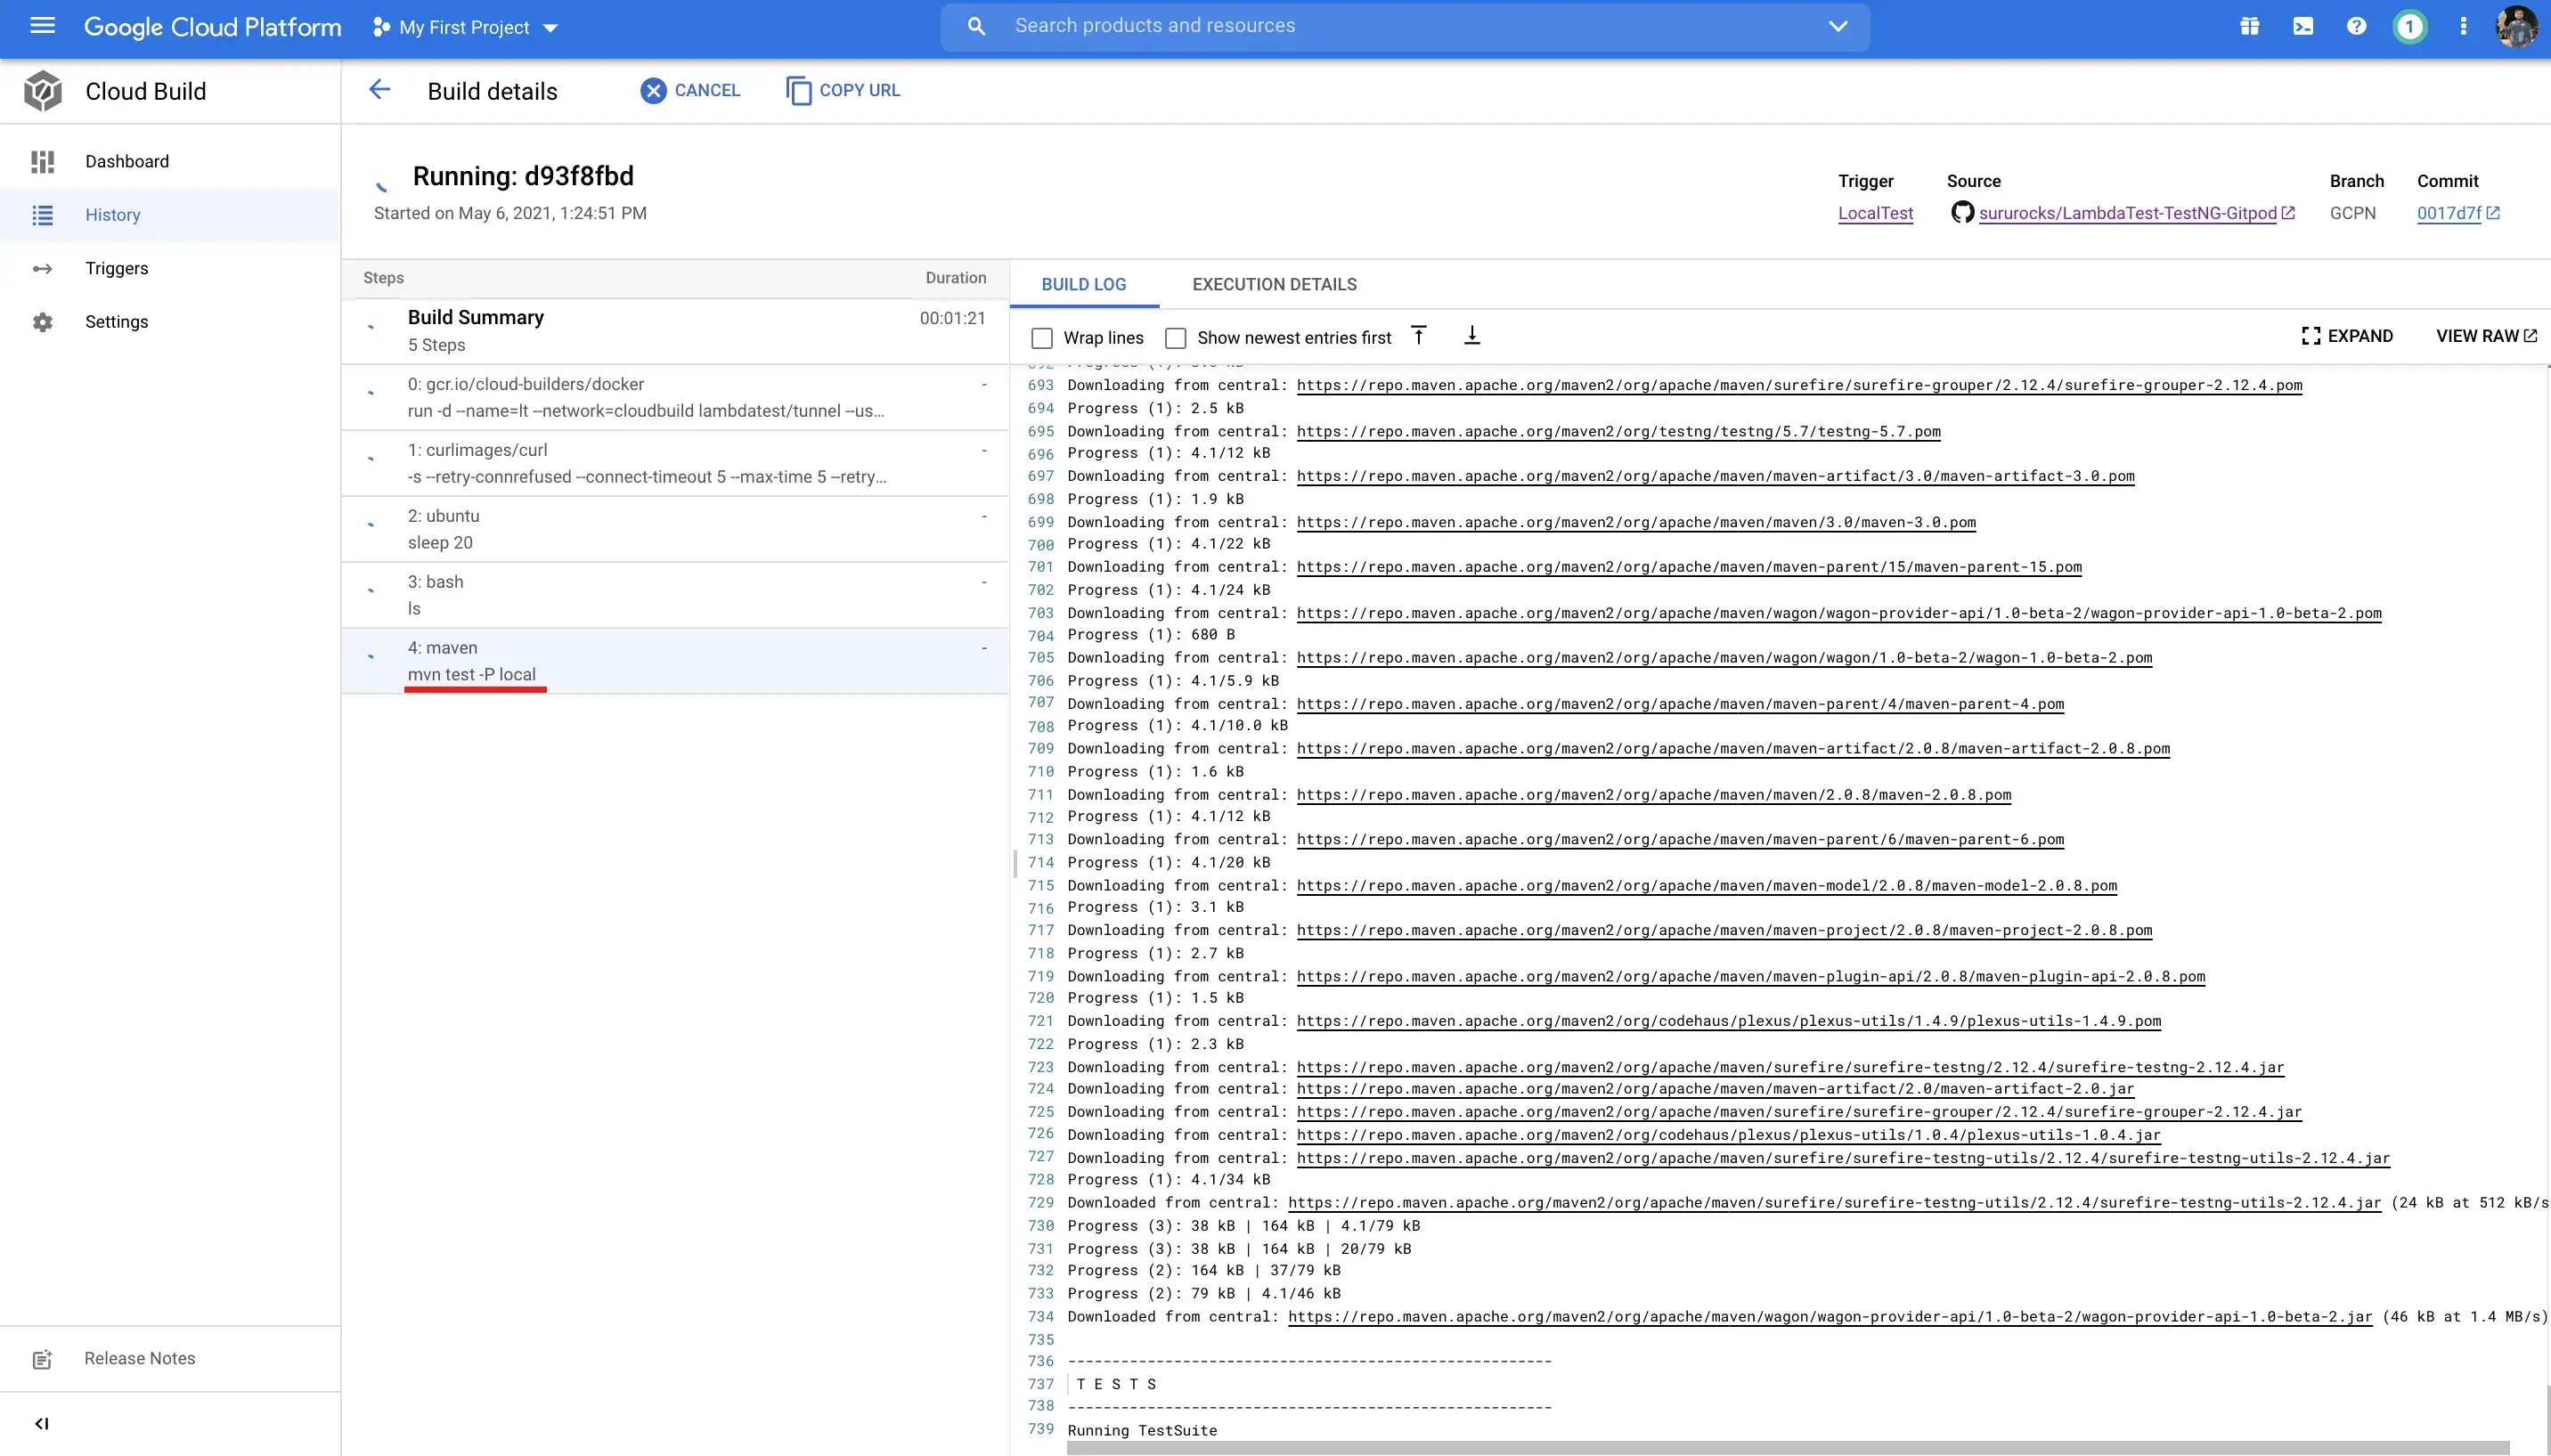 Google Cloud Platform
My First Project
Search products and resources
1
Cloud Build
Build details
CANCEL
COPY URL
Dashboard
History
Triggers
Settings
Release Notes
Running: d93f8fbd
Started on May 6, 2021, 1:24:51 PM
Trigger
LocalTest
Source
sururocks/LambdaTest-TestNG-Gitpod
Branch
GCPN
Commit
0017d7f
Steps Duration
Build Summary 00:01:21
5 Steps
0: gcr.io/cloud-builders/docker -
run -d --name=lt --network=cloudbuild lambdatest/tunnel --us...
1: curlimages/curl -
-s --retry-connrefused --connect-timeout 5 --max-time 5 --retry...
2: ubuntu -
sleep 20
3: bash -
ls
4: maven -
mvn test -P local
BUILD LOG
EXECUTION DETAILS
Wrap lines
Show newest entries first
EXPAND
VIEW RAW
693 Downloading from central: https://repo.maven.apache.org/maven2/org/apache/maven/surefire/surefire-grouper/2.12.4/surefire-grouper-2.12.4.pom
694 Progress (1): 2.5 kB
695 Downloading from central: https://repo.maven.apache.org/maven2/org/testng/testng/5.7/testng-5.7.pom
696 Progress (1): 4.1/12 kB
697 Downloading from central: https://repo.maven.apache.org/maven2/org/apache/maven/maven-artifact/3.0/maven-artifact-3.0.pom
698 Progress (1): 1.9 kB
699 Downloading from central: https://repo.maven.apache.org/maven2/org/apache/maven/maven/3.0/maven-3.0.pom
700 Progress (1): 4.1/22 kB
701 Downloading from central: https://repo.maven.apache.org/maven2/org/apache/maven/maven-parent/15/maven-parent-15.pom
702 Progress (1): 4.1/24 kB
703 Downloading from central: https://repo.maven.apache.org/maven2/org/apache/maven/wagon/wagon-provider-api/1.0-beta-2/wagon-provider-api-1.0-beta-2.pom
704 Progress (1): 680 B
705 Downloading from central: https://repo.maven.apache.org/maven2/org/apache/maven/wagon/wagon/1.0-beta-2/wagon-1.0-beta-2.pom
706 Progress (1): 4.1/5.9 kB
707 Downloading from central: https://repo.maven.apache.org/maven2/org/apache/maven/maven-parent/4/maven-parent-4.pom
708 Progress (1): 4.1/10.0 kB
709 Downloading from central: https://repo.maven.apache.org/maven2/org/apache/maven/maven-artifact/2.0.8/maven-artifact-2.0.8.pom
710 Progress (1): 1.6 kB
711 Downloading from central: https://repo.maven.apache.org/maven2/org/apache/maven/maven/2.0.8/maven-2.0.8.pom
712 Progress (1): 4.1/12 kB
713 Downloading from central: https://repo.maven.apache.org/maven2/org/apache/maven/maven-parent/6/maven-parent-6.pom
714 Progress (1): 4.1/20 kB
715 Downloading from central: https://repo.maven.apache.org/maven2/org/apache/maven/maven-model/2.0.8/maven-model-2.0.8.pom
716 Progress (1): 3.1 kB
717 Downloading from central: https://repo.maven.apache.org/maven2/org/apache/maven/maven-project/2.0.8/maven-project-2.0.8.pom
718 Progress (1): 2.7 kB
719 Downloading from central: https://repo.maven.apache.org/maven2/org/apache/maven/maven-plugin-api/2.0.8/maven-plugin-api-2.0.8.pom
720 Progress (1): 1.5 kB
721 Downloading from central: https://repo.maven.apache.org/maven2/org/codehaus/plexus/plexus-utils/1.4.9/plexus-utils-1.4.9.pom
722 Progress (1): 2.3 kB
723 Downloading from central: https://repo.maven.apache.org/maven2/org/apache/maven/surefire/surefire-testng/2.12.4/surefire-testng-2.12.4.jar
724 Downloading from central: https://repo.maven.apache.org/maven2/org/apache/maven/maven-artifact/2.0/maven-artifact-2.0.jar
725 Downloading from central: https://repo.maven.apache.org/maven2/org/apache/maven/surefire/surefire-grouper/2.12.4/surefire-grouper-2.12.4.jar
726 Downloading from central: https://repo.maven.apache.org/maven2/org/codehaus/plexus/plexus-utils/1.0.4/plexus-utils-1.0.4.jar
727 Downloading from central: https://repo.maven.apache.org/maven2/org/apache/maven/surefire/surefire-testng-utils/2.12.4/surefire-testng-utils-2.12.4.jar
728 Progress (1): 4.1/34 kB
729 Downloaded from central: https://repo.maven.apache.org/maven2/org/apache/maven/surefire/surefire-testng-utils/2.12.4/surefire-testng-utils-2.12.4.jar (24 kB at 512 kB/s
730 Progress (3): 38 kB | 164 kB | 4.1/79 kB
731 Progress (3): 38 kB | 164 kB | 20/79 kB
732 Progress (2): 164 kB | 37/79 kB
733 Progress (2): 79 kB | 4.1/46 kB
734 Downloaded from central: https://repo.maven.apache.org/maven2/org/apache/maven/wagon/wagon-provider-api/1.0-beta-2/wagon-provider-api-1.0-beta-2.jar (46 kB at 1.4 MB/s)
735
736 -------------------------------------------------------
737 T E S T S
738 -------------------------------------------------------
739 Running TestSuite